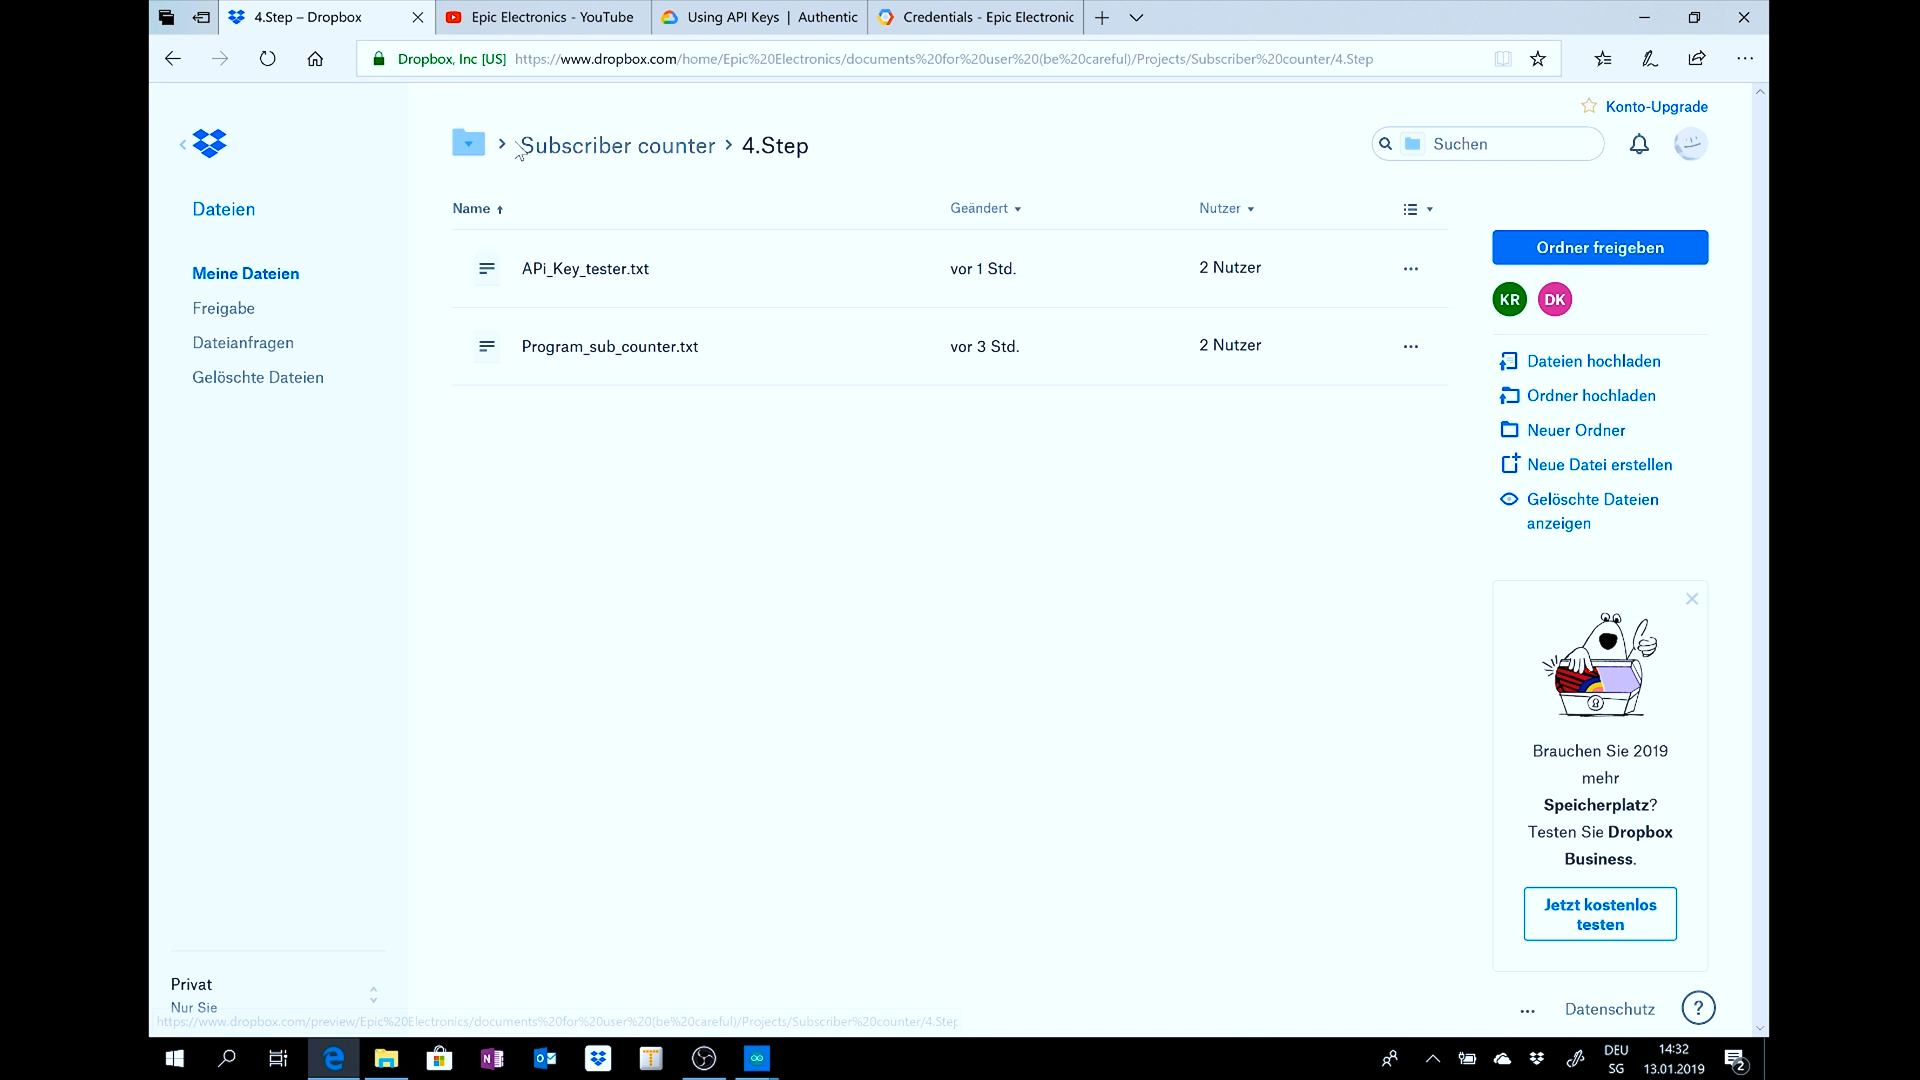 4.Step – Dropbox
Epic Electronics - YouTube
Using API Keys | Authentic
Credentials - Epic Electronic
Dropbox, Inc [US] https://www.dropbox.com/home/Epic%20Electronics/documents%20for%20user%20(be%20careful)/Projects/Subscriber%20counter/4.Step
Konto-Upgrade
Subscriber counter › 4.Step
Suchen
Dateien
Name
Geändert
Nutzer
Meine Dateien
Freigabe
Dateianfragen
Gelöschte Dateien
APi_Key_tester.txt
vor 1 Std.
2 Nutzer
Program_sub_counter.txt
vor 3 Std.
2 Nutzer
Ordner freigeben
KR
DK
Dateien hochladen
Ordner hochladen
Neuer Ordner
Neue Datei erstellen
Gelöschte Dateien
anzeigen
Brauchen Sie 2019
mehr
Speicherplatz?
Testen Sie Dropbox
Business.
Jetzt kostenlos
testen
Privat
Nur Sie
Datenschutz
?
https://www.dropbox.com/preview/Epic%20Electronics/documents%20for%20user%20(be%20careful)/Projects/Subscriber%20counter/4.Step
DEU
SG
14:32
13.01.2019
2